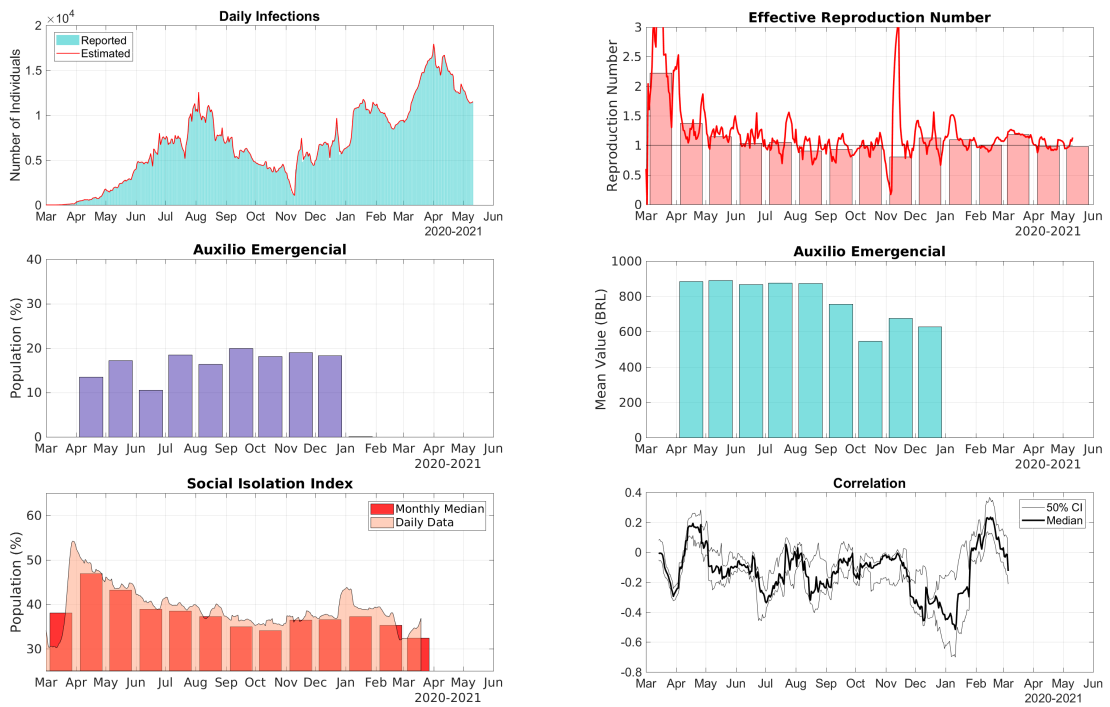 Daily Infections
×10⁴
Number of Individuals
2
1.5
1
0.5
0
Reported
Estimated
Mar Apr May Jun Jul Aug Sep Oct Nov Dec Jan Feb Mar Apr May Jun
2020-2021
Effective Reproduction Number
Reproduction Number
3
2.5
2
1.5
1
0.5
0
Mar Apr May Jun Jul Aug Sep Oct Nov Dec Jan Feb Mar Apr May Jun
2020-2021
Auxilio Emergencial
Population (%)
40
30
20
10
0
Mar Apr May Jun Jul Aug Sep Oct Nov Dec Jan Feb Mar Apr May Jun
2020-2021
Auxilio Emergencial
Mean Value (BRL)
1000
800
600
400
200
0
Mar Apr May Jun Jul Aug Sep Oct Nov Dec Jan Feb Mar Apr May Jun
2020-2021
Social Isolation Index
Population (%)
60
50
40
30
Monthly Median
Daily Data
Mar Apr May Jun Jul Aug Sep Oct Nov Dec Jan Feb Mar Apr May Jun
2020-2021
Correlation
0.4
0.2
0
-0.2
-0.4
-0.6
-0.8
50% CI
Median
Mar Apr May Jun Jul Aug Sep Oct Nov Dec Jan Feb Mar Apr May Jun
2020-2021